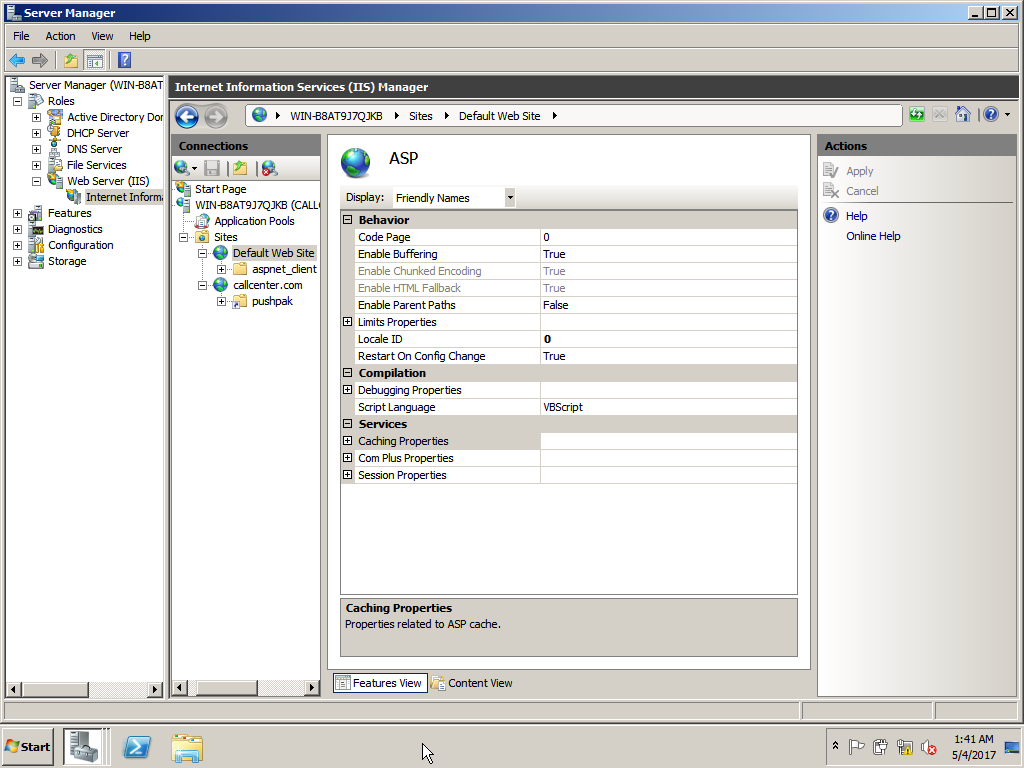 Server Manager
File Action View Help
Server Manager (WIN-B8AT
Roles
Active Directory Dor
DHCP Server
DNS Server
File Services
Web Server (IIS)
Internet Informa
Features
Diagnostics
Configuration
Storage
Internet Information Services (IIS) Manager
WIN-B8AT9J7QJKB Sites Default Web Site
Connections
Start Page
WIN-B8AT9J7QJKB (CALLC
Application Pools
Sites
Default Web Site
aspnet_client
callcenter.com
pushpak
ASP
Display: Friendly Names
Behavior
Code Page 0
Enable Buffering True
Enable Chunked Encoding True
Enable HTML Fallback True
Enable Parent Paths False
Limits Properties
Locale ID 0
Restart On Config Change True
Compilation
Debugging Properties
Script Language VBScript
Services
Caching Properties
Com Plus Properties
Session Properties
Caching Properties
Properties related to ASP cache.
Features View Content View
Actions
Apply
Cancel
Help
Online Help
Start
1:41 AM
5/4/2017